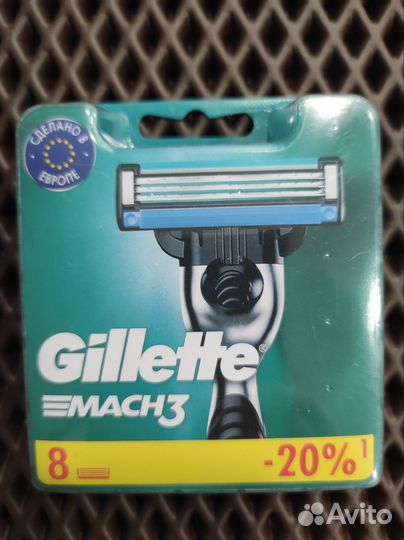 СДЕЛАНО В
ЕВРОПЕ
Gillette®
MACH3
8 -20%¹
Avito